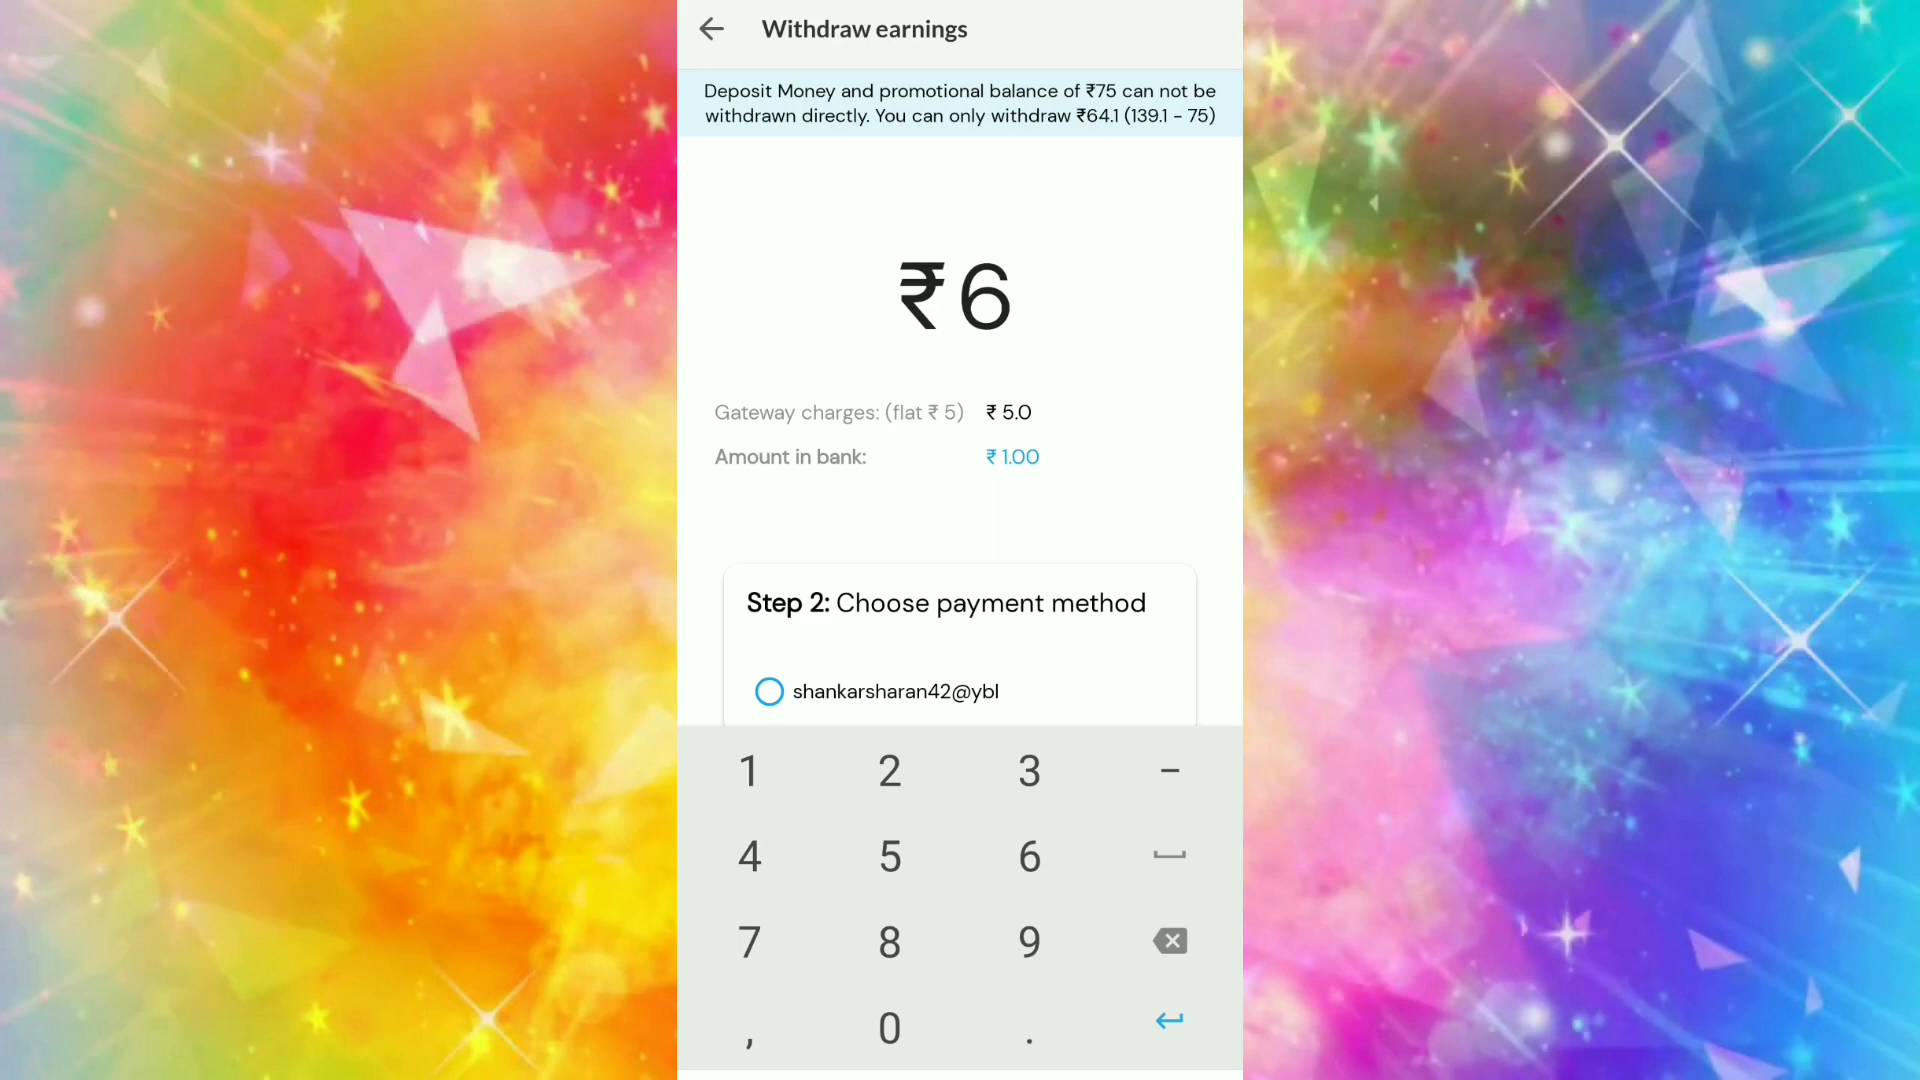 Withdraw earnings
Deposit Money and promotional balance of ₹75 can not be
withdrawn directly. You can only withdraw ₹64.1 (139.1 - 75)
₹6
Gateway charges: (flat ₹ 5) ₹ 5.0
Amount in bank: ₹ 1.00
Step 2: Choose payment method
shankarsharan42@ybl
1 2 3 -
4 5 6
7 8 9
, 0 .